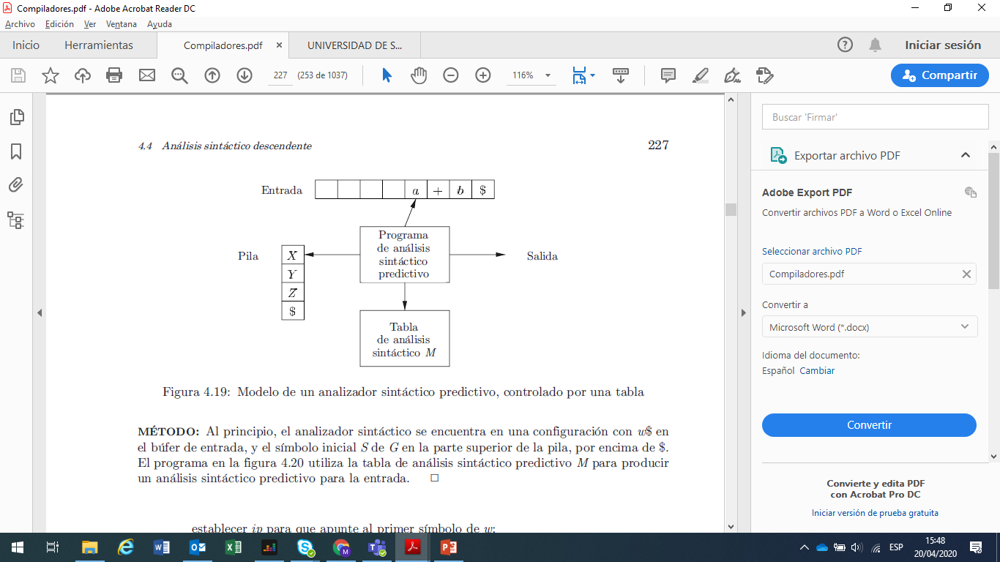 Compiladores.pdf - Adobe Acrobat Reader DC
Archivo Edición Ver Ventana Ayuda
Inicio Herramientas Compiladores.pdf × UNIVERSIDAD DE S... Iniciar sesión
227 (253 de 1037) 116% Compartir
4.4 Análisis sintáctico descendente 227
Entrada a + b $
Programa
de análisis
sintáctico
predictivo
Pila X Y Z $
Salida
Tabla
de análisis
sintáctico M
Figura 4.19: Modelo de un analizador sintáctico predictivo, controlado por una tabla
MÉTODO: Al principio, el analizador sintáctico se encuentra en una configuración con w$ en
el búfer de entrada, y el símbolo inicial S de G en la parte superior de la pila, por encima de $.
El programa en la figura 4.20 utiliza la tabla de análisis sintáctico predictivo M para producir
un análisis sintáctico predictivo para la entrada. □
establecer ip para que apunte al primer símbolo de w;
Buscar 'Firmar'
Exportar archivo PDF
Adobe Export PDF
Convertir archivos PDF a Word o Excel Online
Seleccionar archivo PDF
Compiladores.pdf
Convertir a
Microsoft Word (*.docx)
Idioma del documento:
Español Cambiar
Convertir
Convierte y edita PDF
con Acrobat Pro DC
Iniciar versión de prueba gratuita
ESP
15:48
20/04/2020